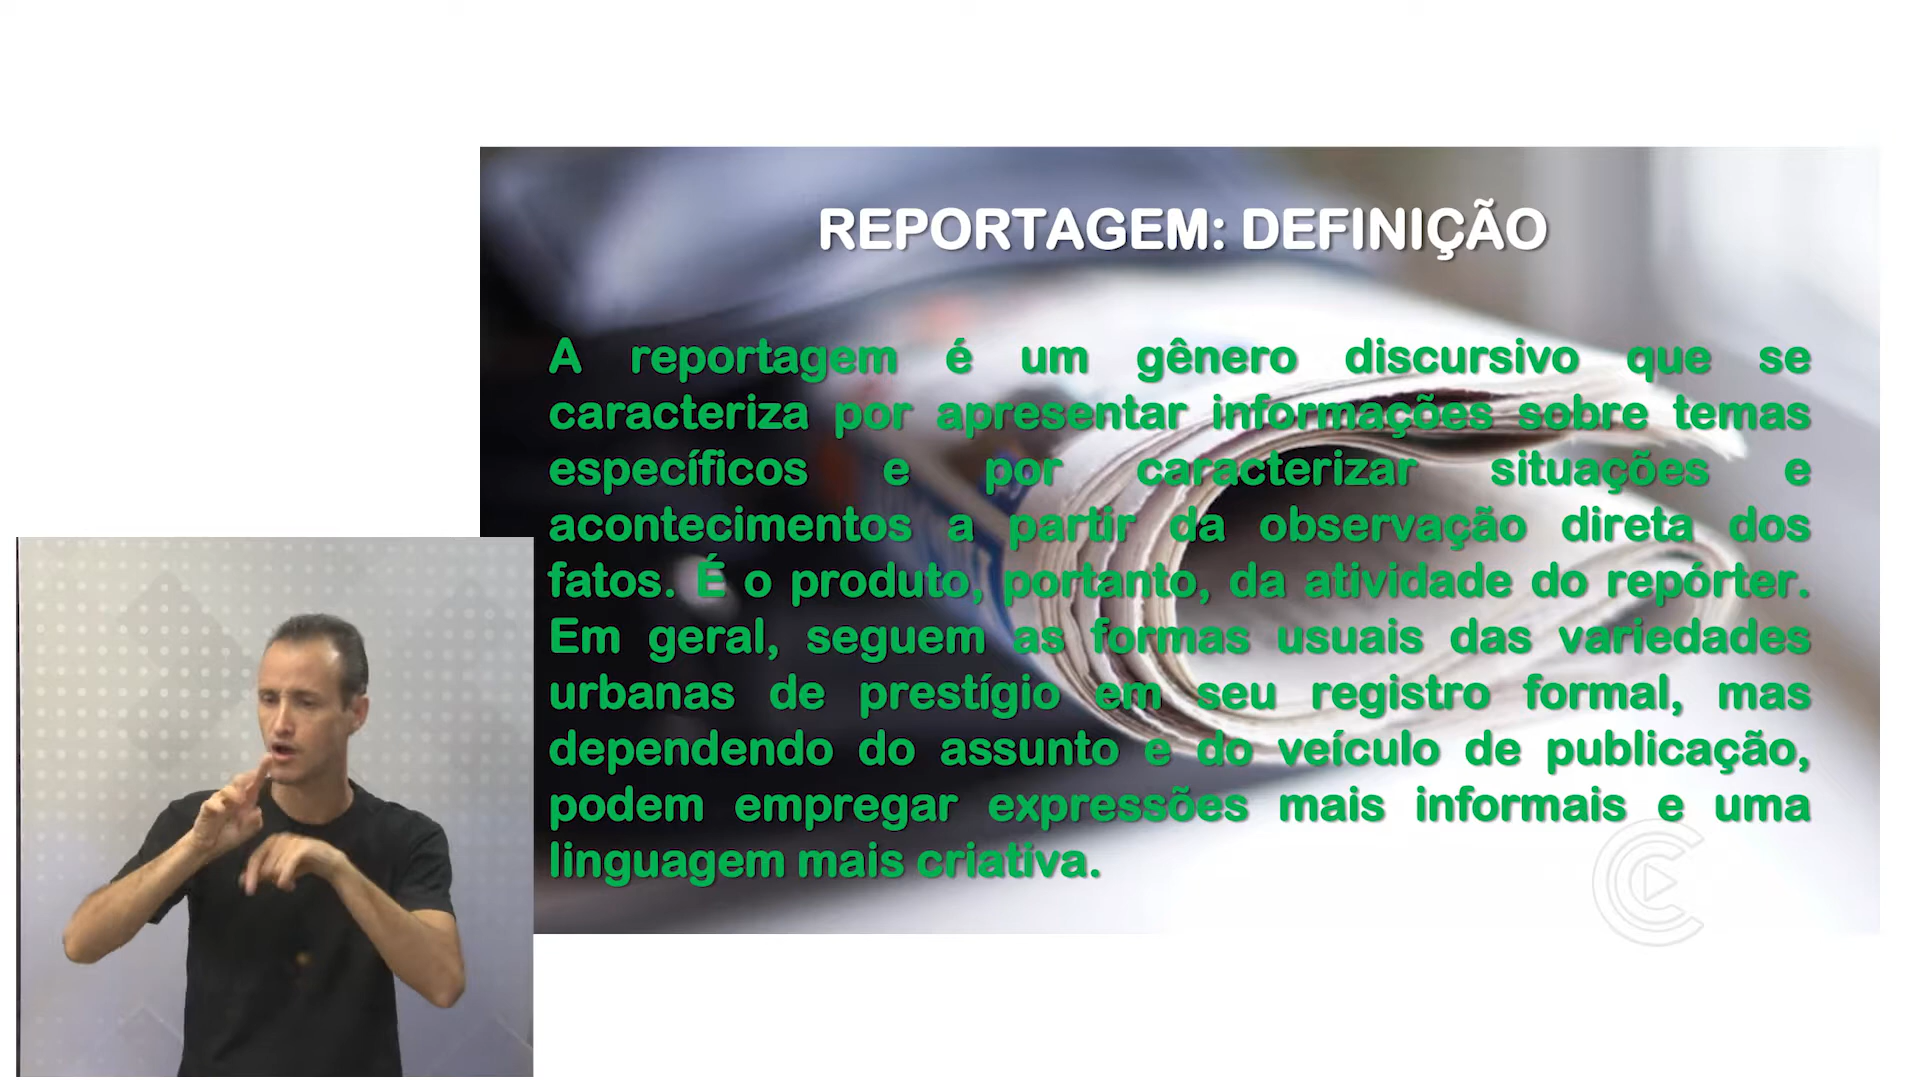 REPORTAGEM: DEFINIÇÃO
A reportagem é um gênero discursivo que se
caracteriza por apresentar informações sobre temas
específicos e por caracterizar situações e
acontecimentos a partir da observação direta dos
fatos. É o produto, portanto, da atividade do repórter.
Em geral, seguem as formas usuais das variedades
urbanas de prestígio em seu registro formal, mas
dependendo do assunto e do veículo de publicação,
podem empregar expressões mais informais e uma
linguagem mais criativa.